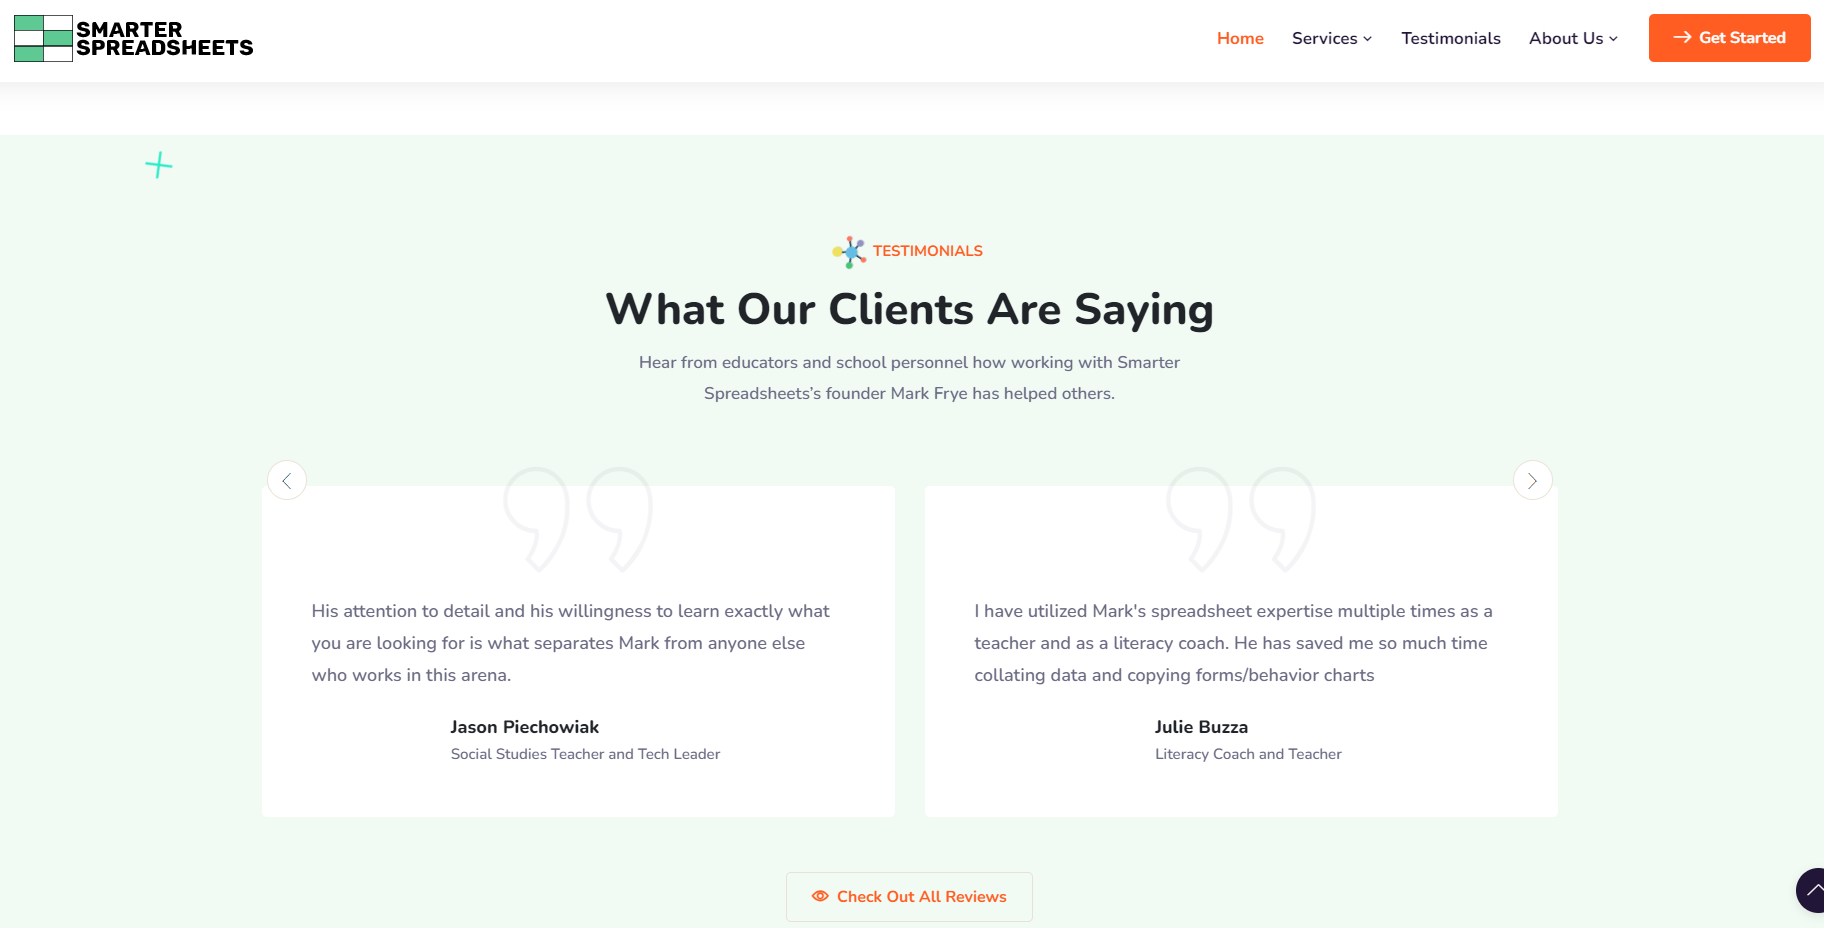 SMARTER
SPREADSHEETS
Home Services Testimonials About Us Get Started
TESTIMONIALS
What Our Clients Are Saying
Hear from educators and school personnel how working with Smarter
Spreadsheets’s founder Mark Frye has helped others.
His attention to detail and his willingness to learn exactly what
you are looking for is what separates Mark from anyone else
who works in this arena.
Jason Piechowiak
Social Studies Teacher and Tech Leader
I have utilized Mark's spreadsheet expertise multiple times as a
teacher and as a literacy coach. He has saved me so much time
collating data and copying forms/behavior charts
Julie Buzza
Literacy Coach and Teacher
Check Out All Reviews